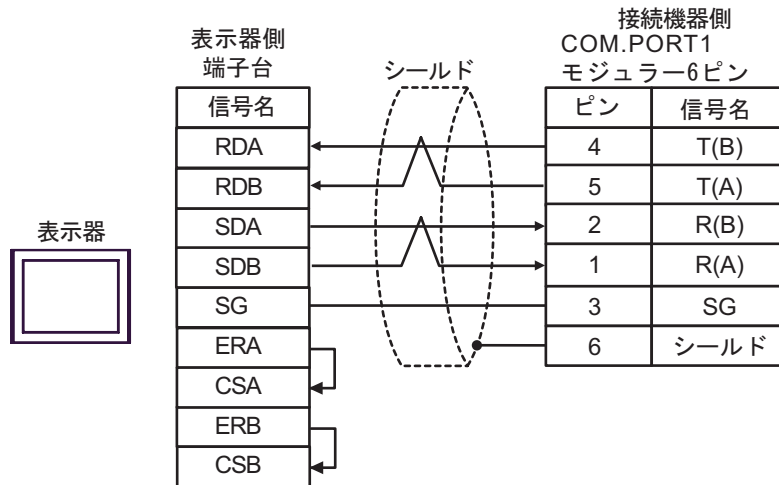 接続機器側
表示器側 COM.PORT1
端子台 シールド モジュラー6ピン
信号名 ピン 信号名
RDA 4 T(B)
RDB 5 T(A)
SDA 2 R(B)
表示器
SDB 1 R(A)
SG 3 SG
ERA 6 シールド
CSA
ERB
CSB